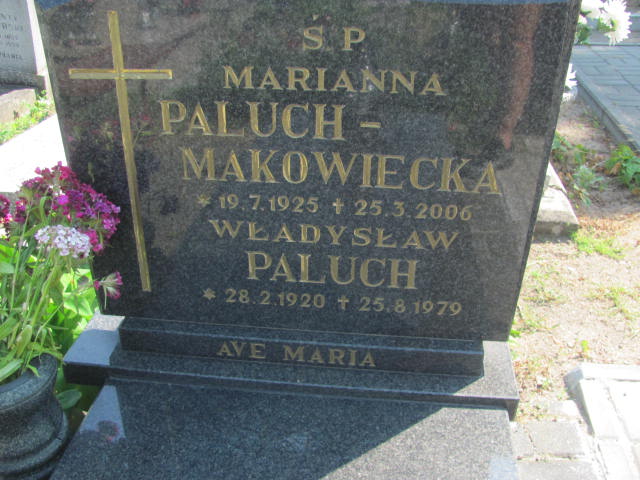 Ś P
MARIANNA
PALUCH-
MAKOWIECKA
* 19.7.1925 + 25.3.2006
WŁADYSŁAW
PALUCH
* 28.2.1920 + 25.8.1979
AVE MARIA